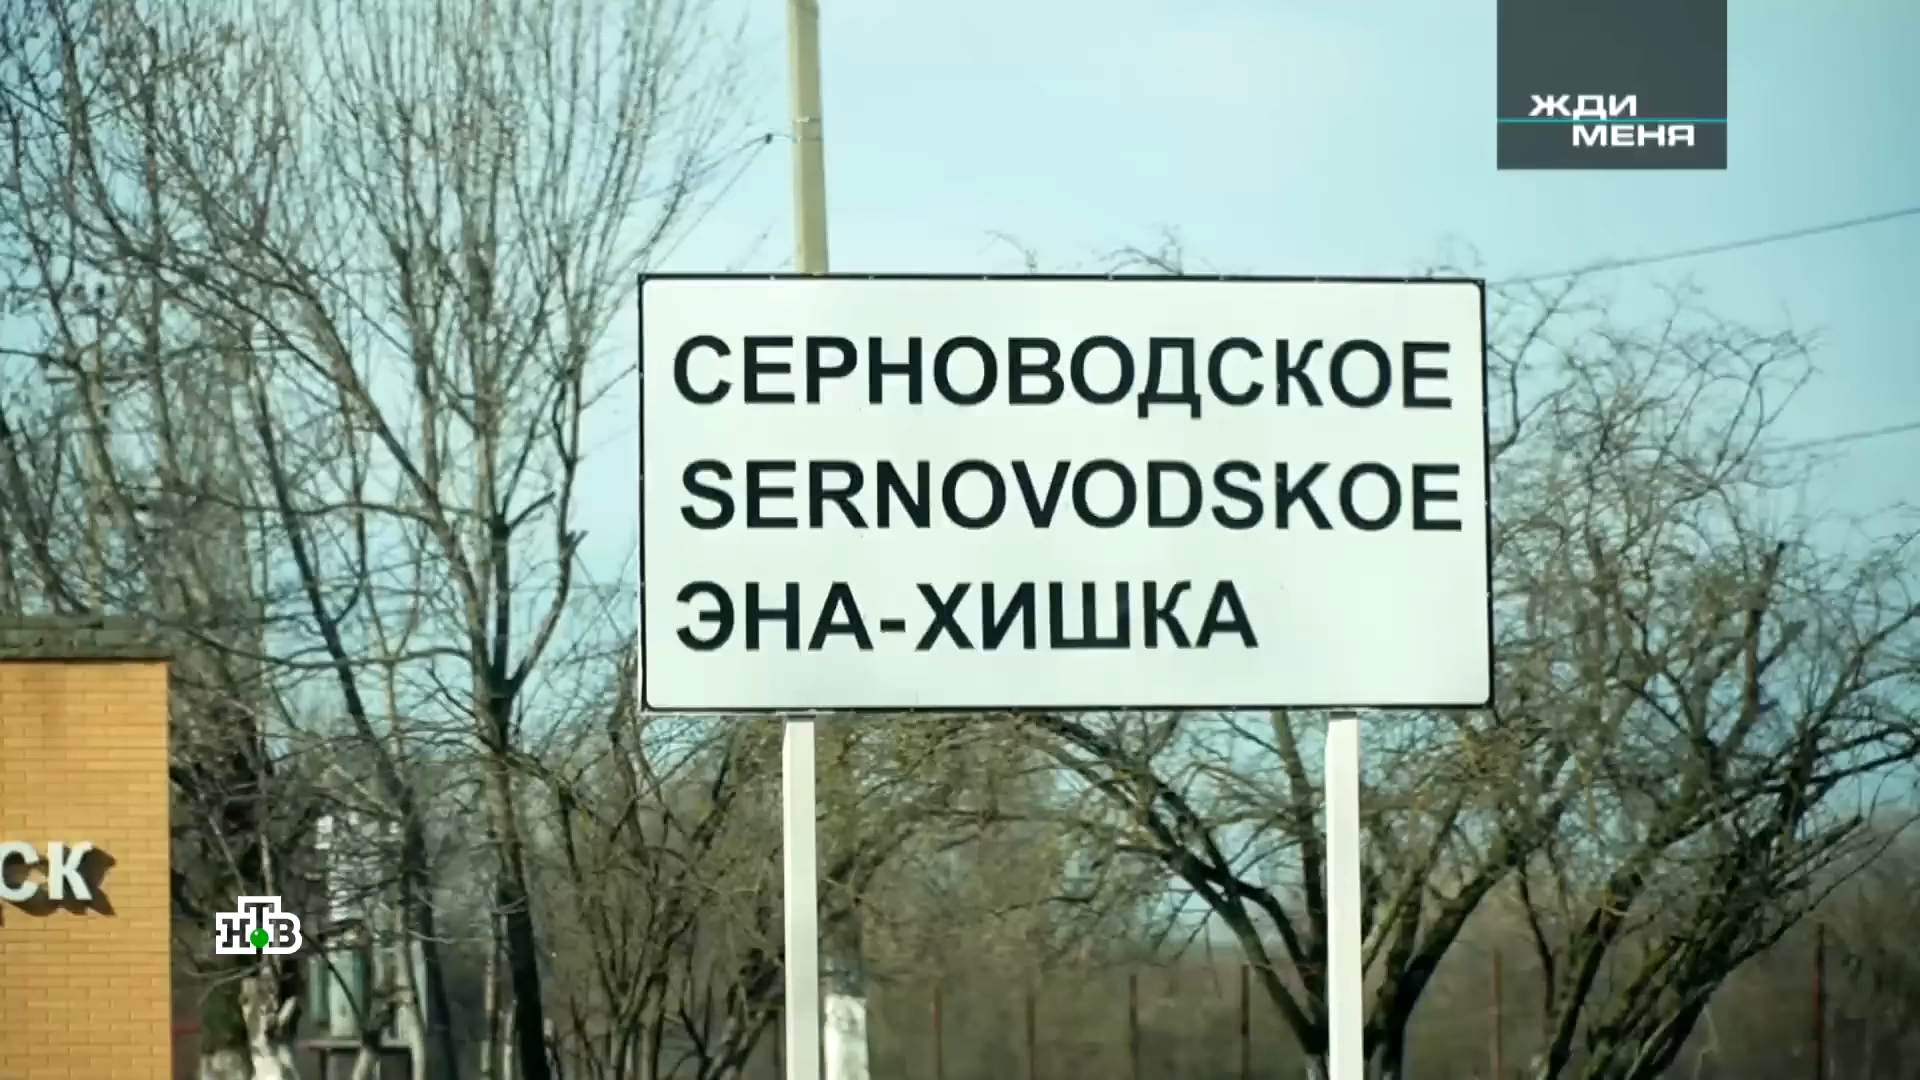 ЖДИ
МЕНЯ
СЕРНОВОДСКОЕ
SERNOVODSKOE
ЭНА-ХИШКА
СК
НТВ